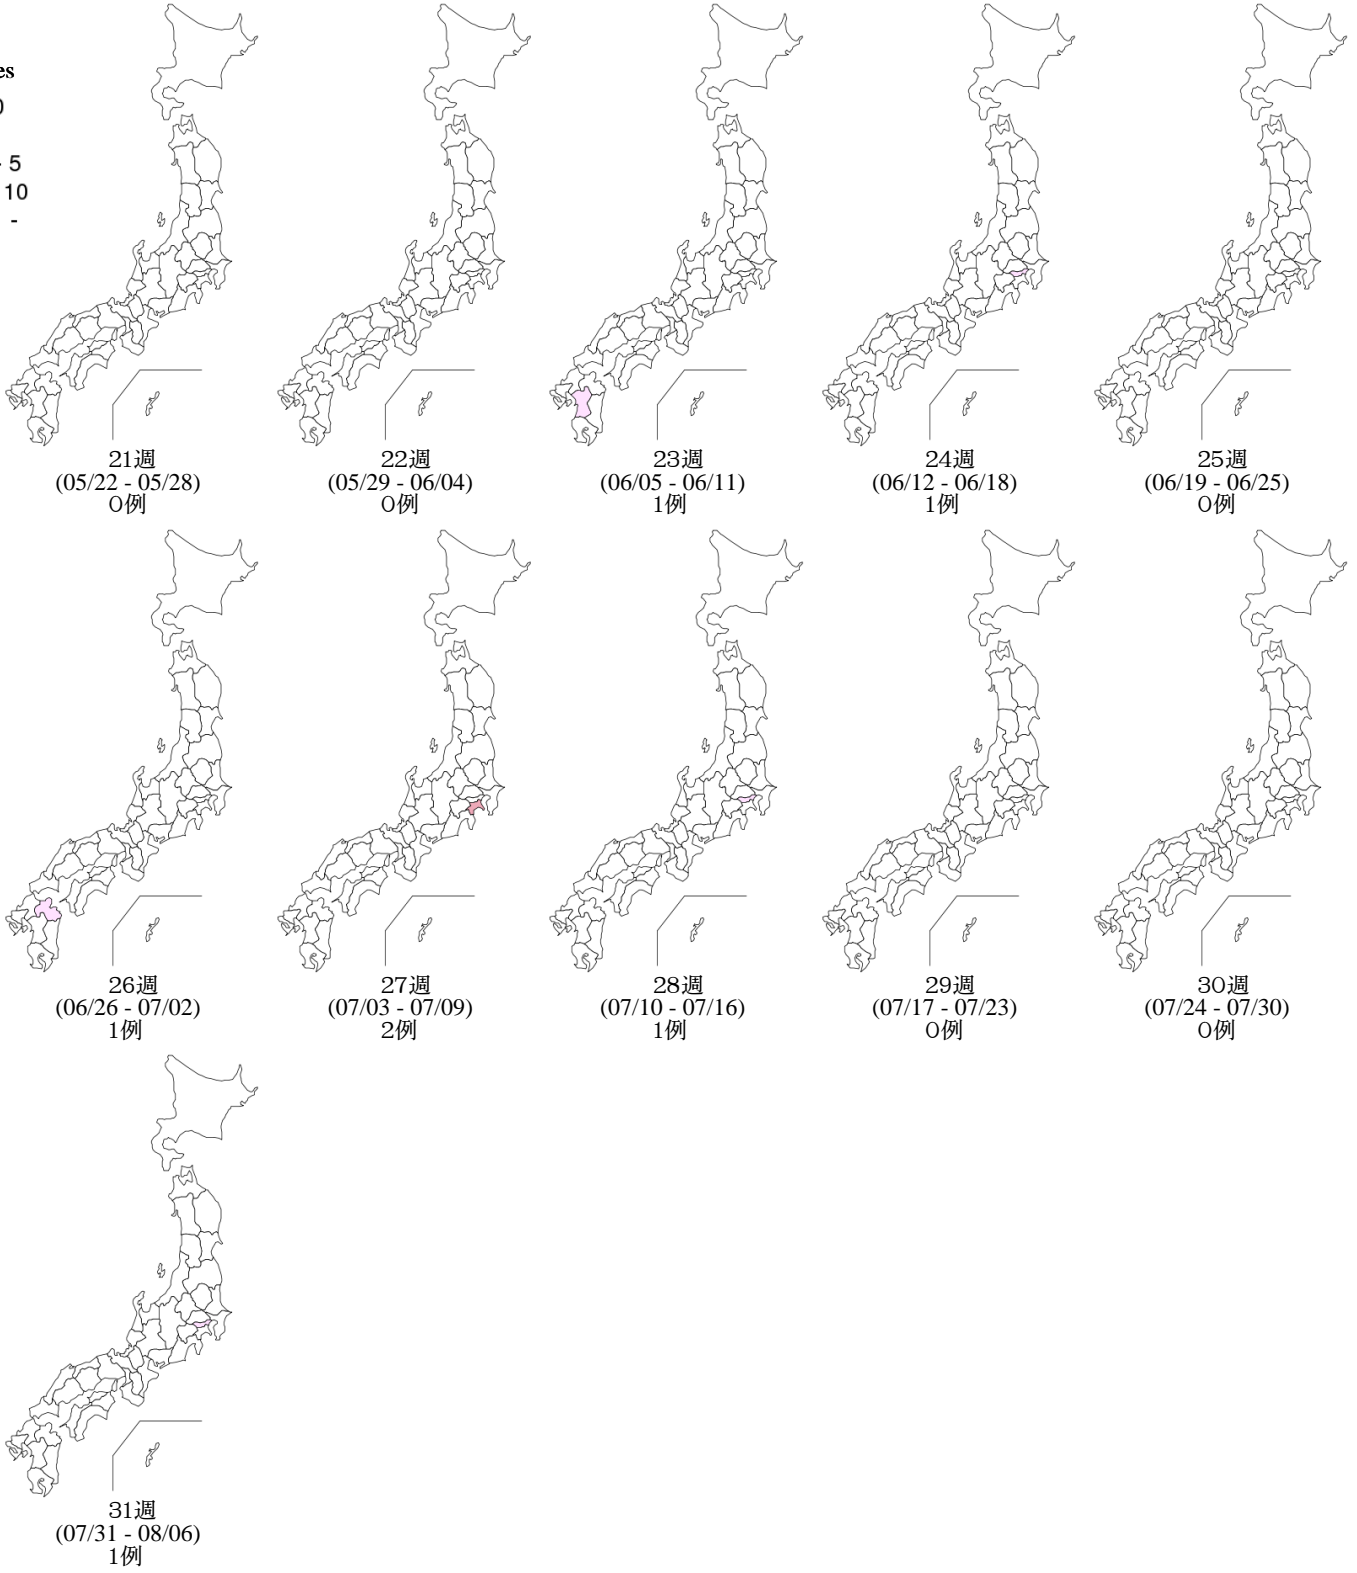 es
0
- 5
10
-
21週
(05/22 - 05/28)
0例
22週
(05/29 - 06/04)
0例
23週
(06/05 - 06/11)
1例
24週
(06/12 - 06/18)
1例
25週
(06/19 - 06/25)
0例
26週
(06/26 - 07/02)
1例
27週
(07/03 - 07/09)
2例
28週
(07/10 - 07/16)
1例
29週
(07/17 - 07/23)
0例
30週
(07/24 - 07/30)
0例
31週
(07/31 - 08/06)
1例